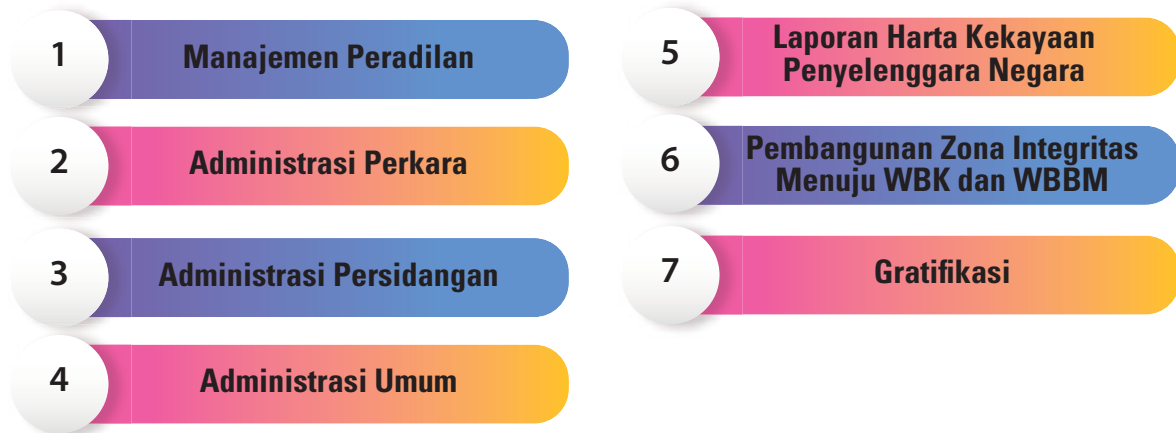 1
Manajemen Peradilan
2
Administrasi Perkara
3
Administrasi Persidangan
4
Administrasi Umum
5
Laporan Harta Kekayaan
Penyelenggara Negara
6
Pembangunan Zona Integritas
Menuju WBK dan WBBM
7
Gratifikasi